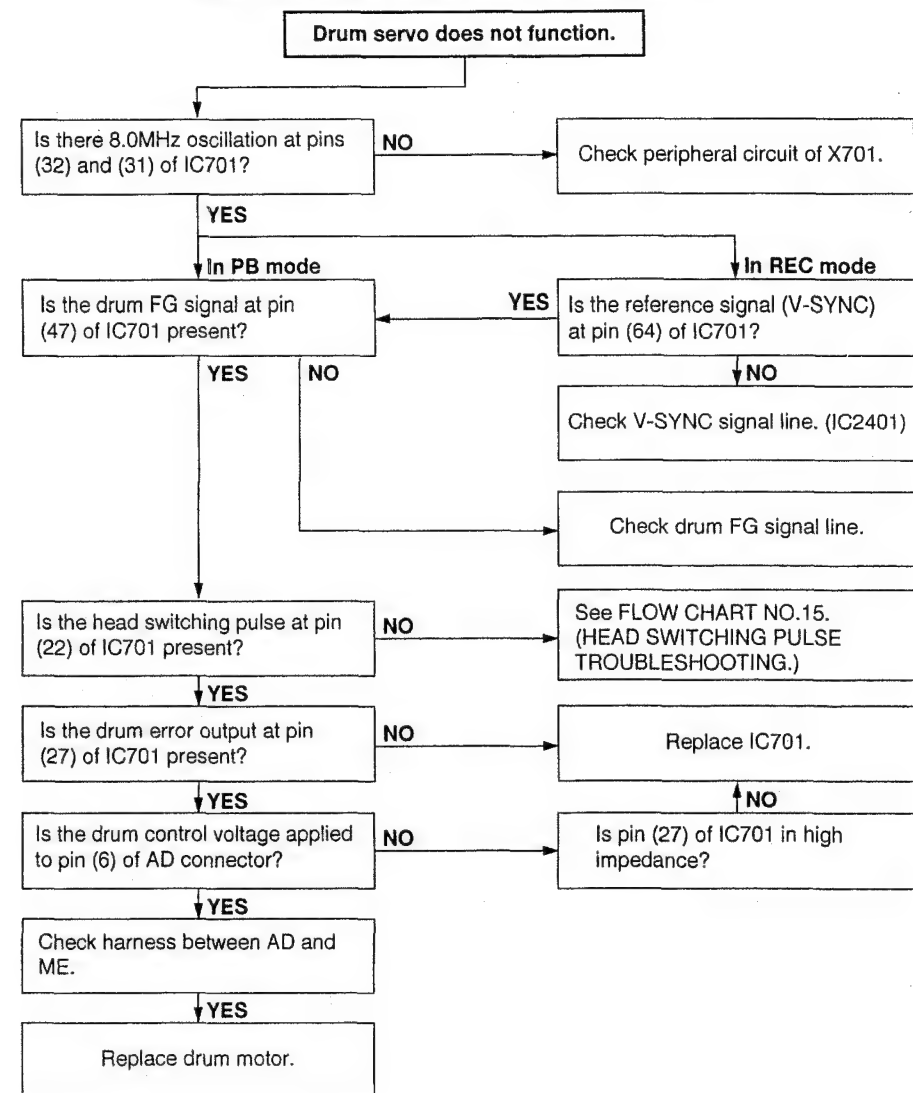 Drum servo does not function.
Is there 8.0MHz oscillation at pins
(32) and (31) of IC701?
NO
Check peripheral circuit of X701.
YES
In PB mode
In REC mode
Is the drum FG signal at pin
(47) of IC701 present?
YES
Is the reference signal (V-SYNC)
at pin (64) of IC701?
YES
NO
NO
Check V-SYNC signal line. (IC2401)
Check drum FG signal line.
Is the head switching pulse at pin
(22) of IC701 present?
NO
See FLOW CHART NO.15.
(HEAD SWITCHING PULSE
TROUBLESHOOTING.)
YES
Is the drum error output at pin
(27) of IC701 present?
NO
Replace IC701.
YES
NO
Is the drum control voltage applied
to pin (6) of AD connector?
NO
Is pin (27) of IC701 in high
impedance?
YES
Check harness between AD and
ME.
YES
Replace drum motor.